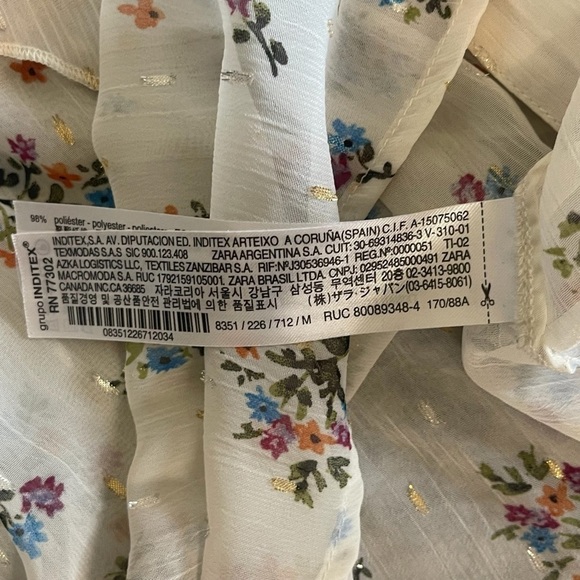 98% poliéster - polyester - poliestere
grupo INDITEX®
RN 77302
INDITEX,S.A. AV. DIPUTACION ED. INDITEX ARTEIXO A CORUÑA(SPAIN) C.I.F. A-15075062
TEXMODAS S.A.S SIC 900.123.408 ZARA ARGENTINA S.A. CUIT: 30-69314836-3 V-310-01
AZKA LOGISTICS LLC, TEXTILES ZANZIBAR S.A. RIF:NºJ30536946-1 REG.Nº0000051 TI-02
MACROMODA S.A. RUC 1792159105001. ZARA BRASIL LTDA. CNPJ: 02952485000491
CANADA INC.CA:36685 자라코리아 서울시 강남구 삼성동 무역센터 20층 02-3413-9800
품질경영 및 공산품안전 관리법에 의한 품질표시 (株)ザラ・ジャパン(03-6415-8061)
8351 / 226 / 712 / M RUC 80089348-4 170/88A
08351226712034